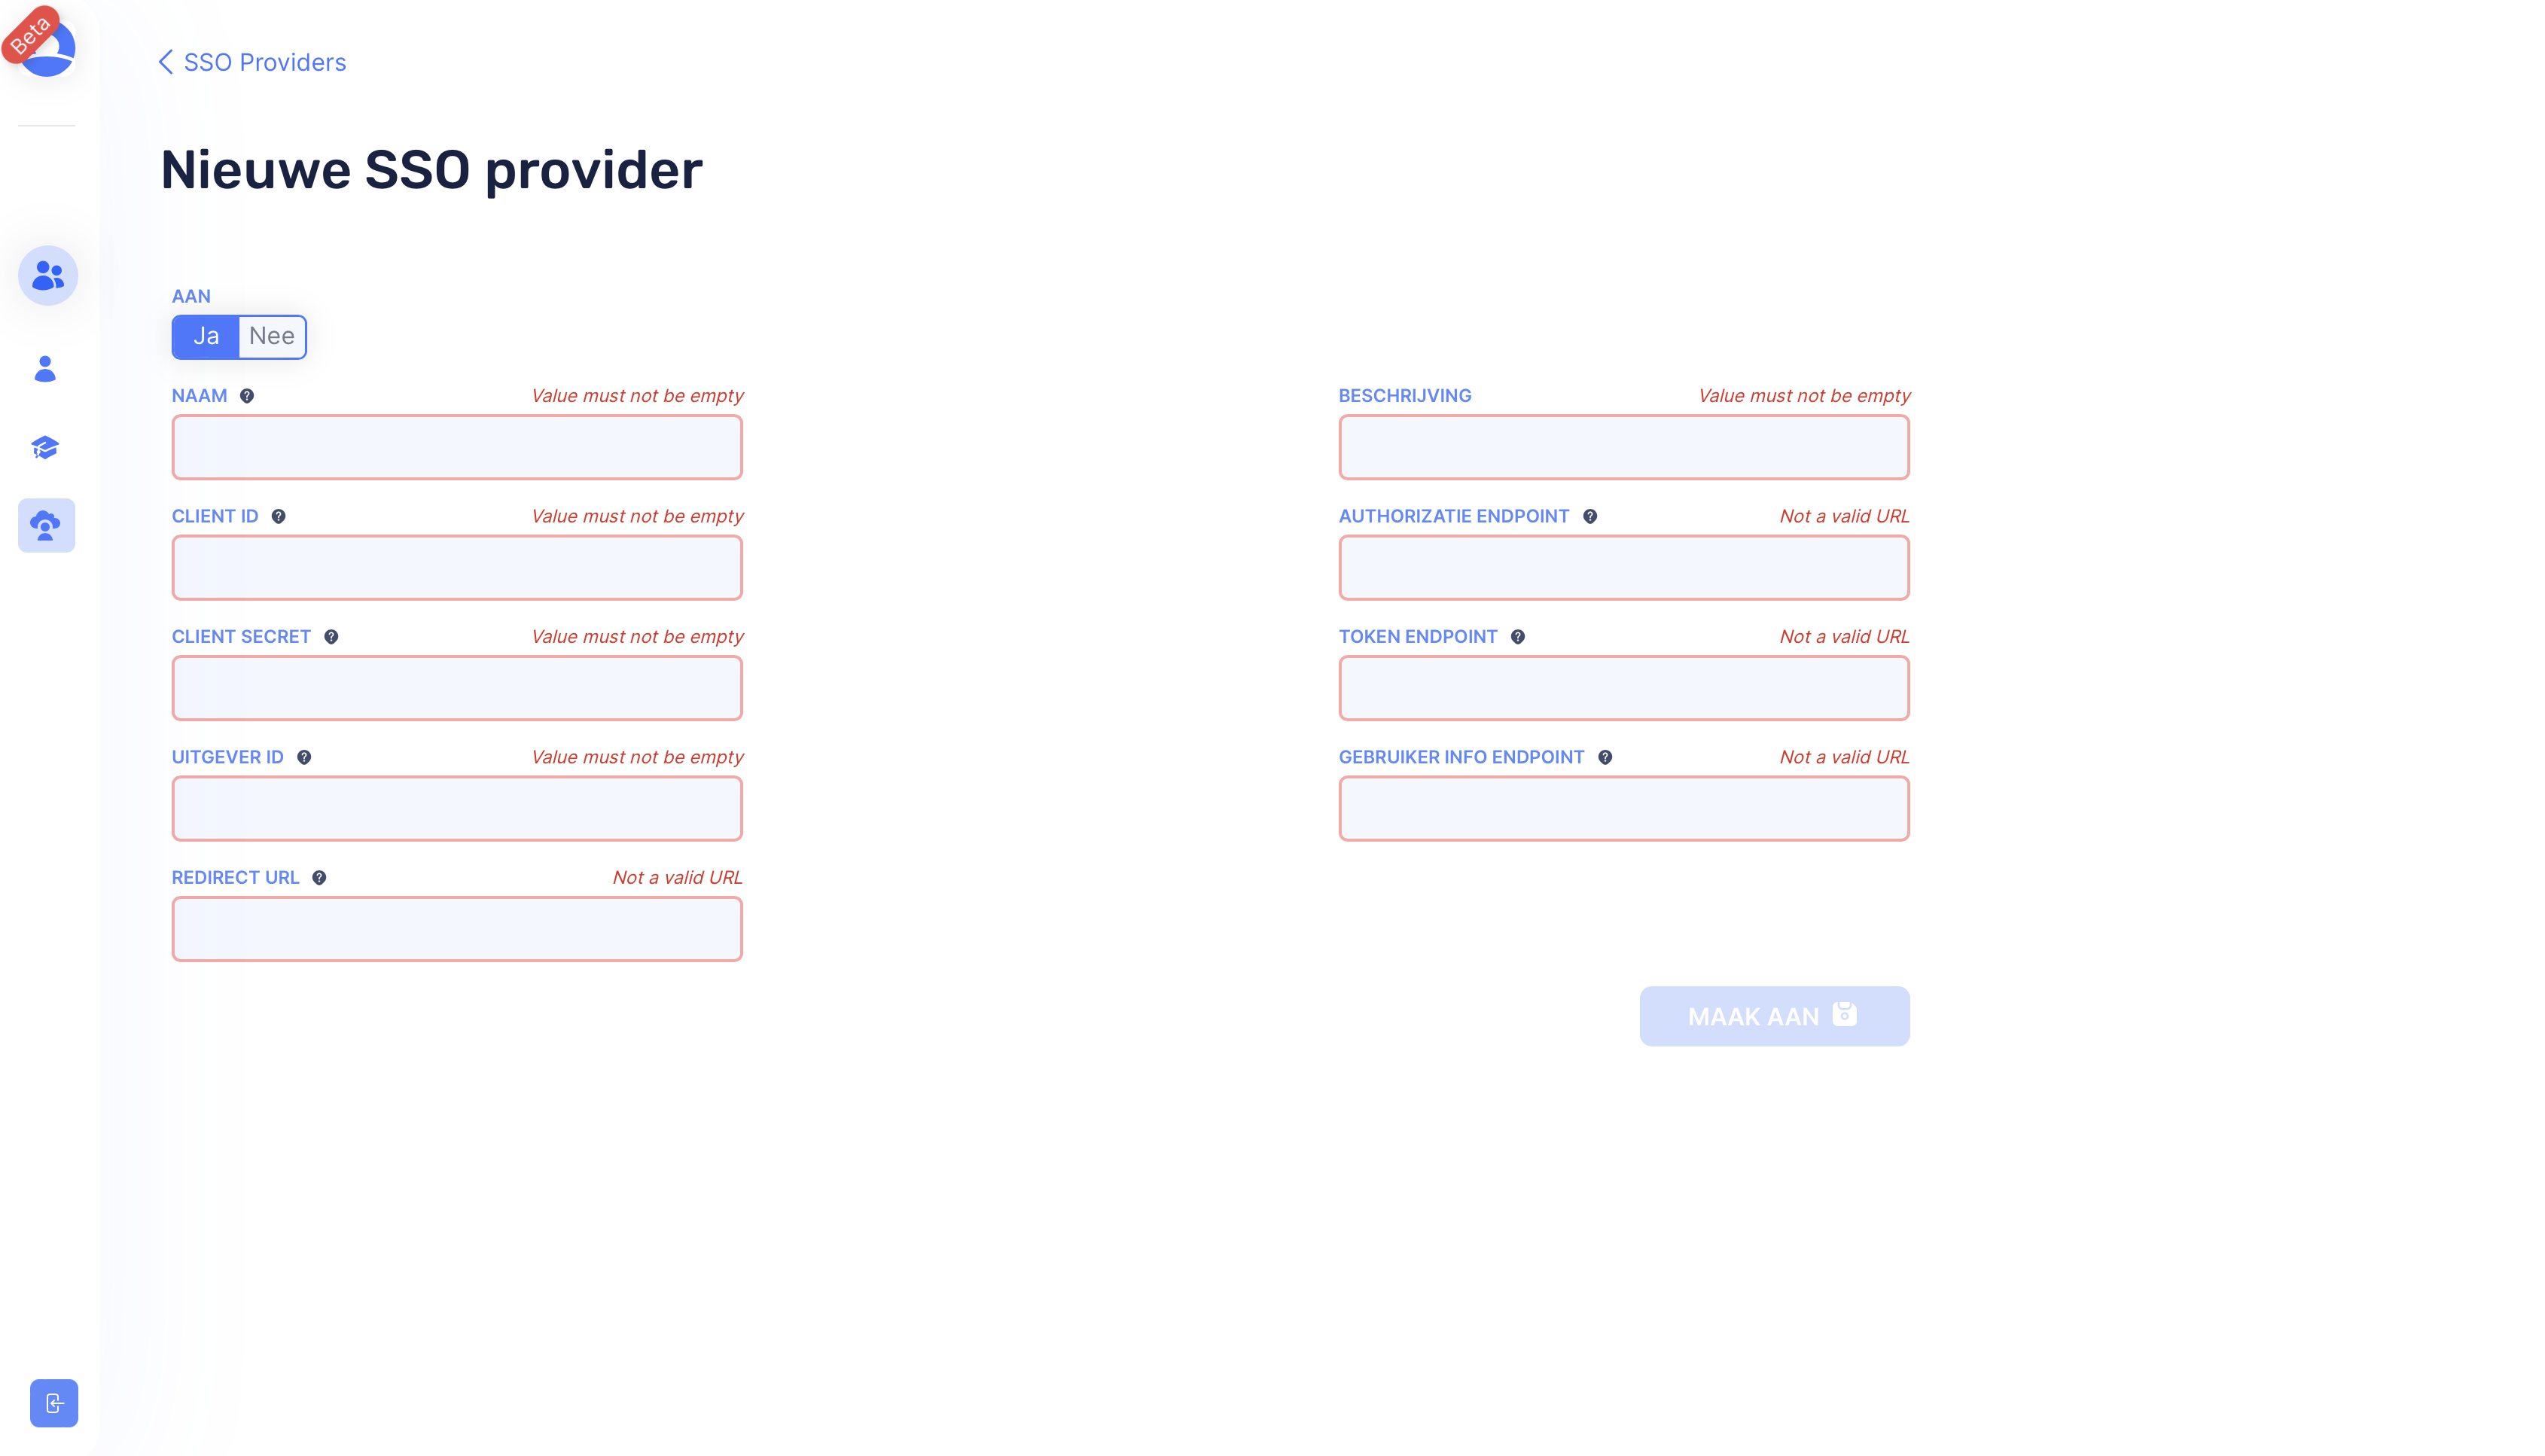 Beta
SSO Providers
Nieuwe SSO provider
AAN
Ja Nee
NAAM ? Value must not be empty
BESCHRIJVING Value must not be empty
CLIENT ID ? Value must not be empty
AUTHORIZATIE ENDPOINT ? Not a valid URL
CLIENT SECRET ? Value must not be empty
TOKEN ENDPOINT ? Not a valid URL
UITGEVER ID ? Value must not be empty
GEBRUIKER INFO ENDPOINT ? Not a valid URL
REDIRECT URL ? Not a valid URL
MAAK AAN